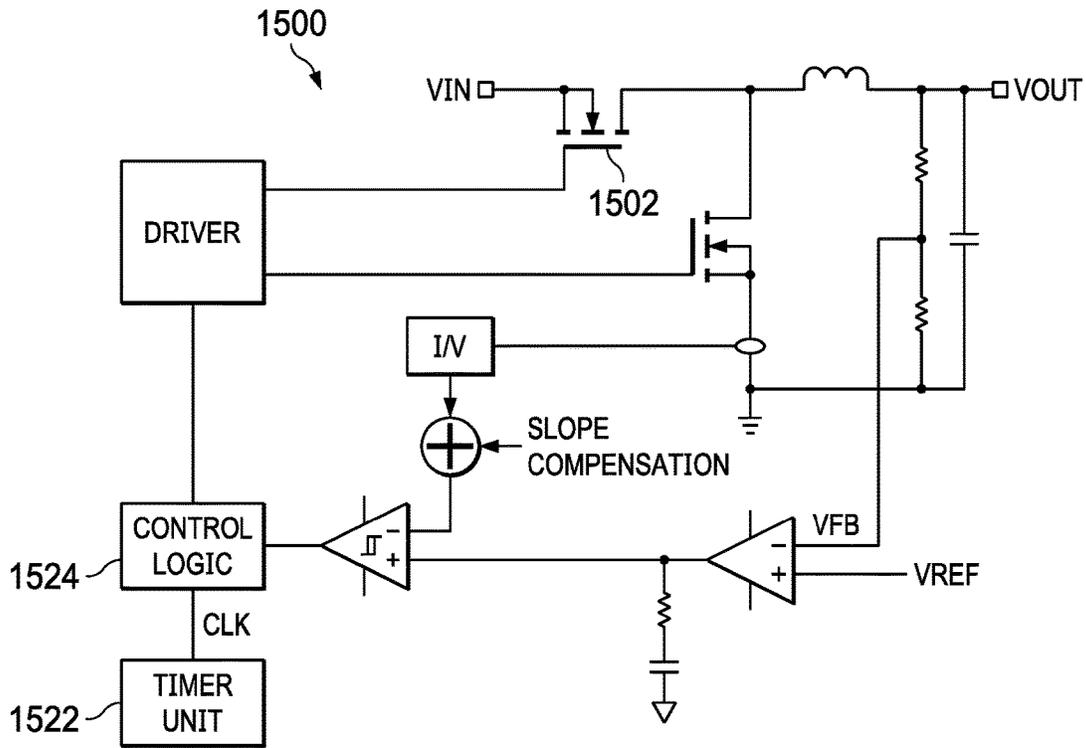 1500
VIN
VOUT
1502
DRIVER
I/V
SLOPE
COMPENSATION
CONTROL
LOGIC
1524
-
+
VFB
-
+
VREF
CLK
TIMER
UNIT
1522